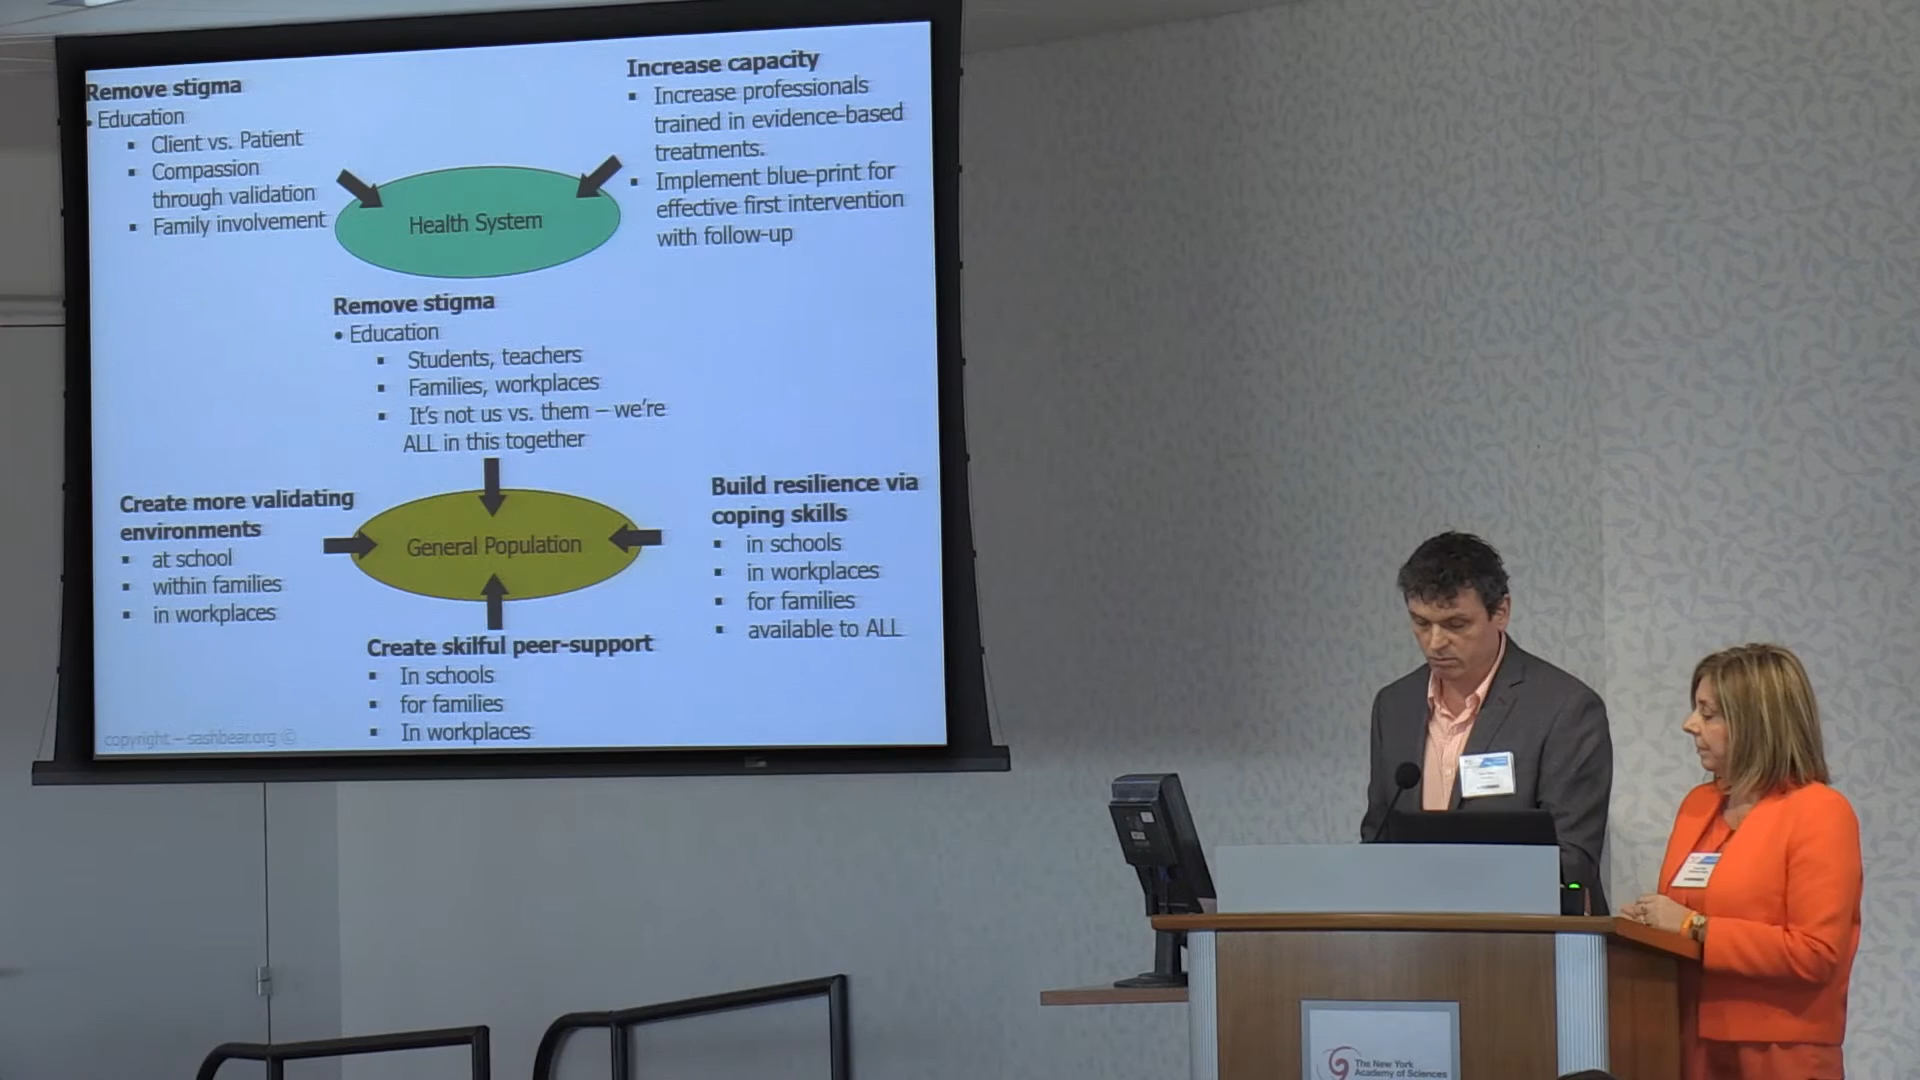 Remove stigma
• Education
▪ Client vs. Patient
▪ Compassion
through validation
▪ Family involvement
Increase capacity
▪ Increase professionals
trained in evidence-based
treatments.
▪ Implement blue-print for
effective first intervention
with follow-up
Health System
Remove stigma
• Education
▪ Students, teachers
▪ Families, workplaces
▪ It's not us vs. them – we're
ALL in this together
Create more validating
environments
▪ at school
▪ within families
▪ in workplaces
General Population
Build resilience via
coping skills
▪ in schools
▪ in workplaces
▪ for families
▪ available to ALL
Create skilful peer-support
▪ In schools
▪ for families
▪ In workplaces
copyright – sashbear.org ©
The New York
Academy of Sciences